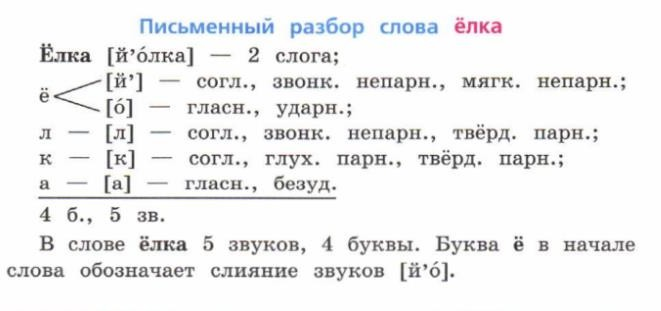 Письменный разбор слова ёлка
Ёлка [й’о́лка] — 2 слога;
ё [й’] — согл., звонк. непарн., мягк. непарн.;
[о́] — гласн., ударн.;
л — [л] — согл., звонк. непарн., твёрд. парн.;
к — [к] — согл., глух. парн., твёрд. парн.;
а — [а] — гласн., безуд.
4 б., 5 зв.
В слове ёлка 5 звуков, 4 буквы. Буква ё в начале
слова обозначает слияние звуков [й’о́].